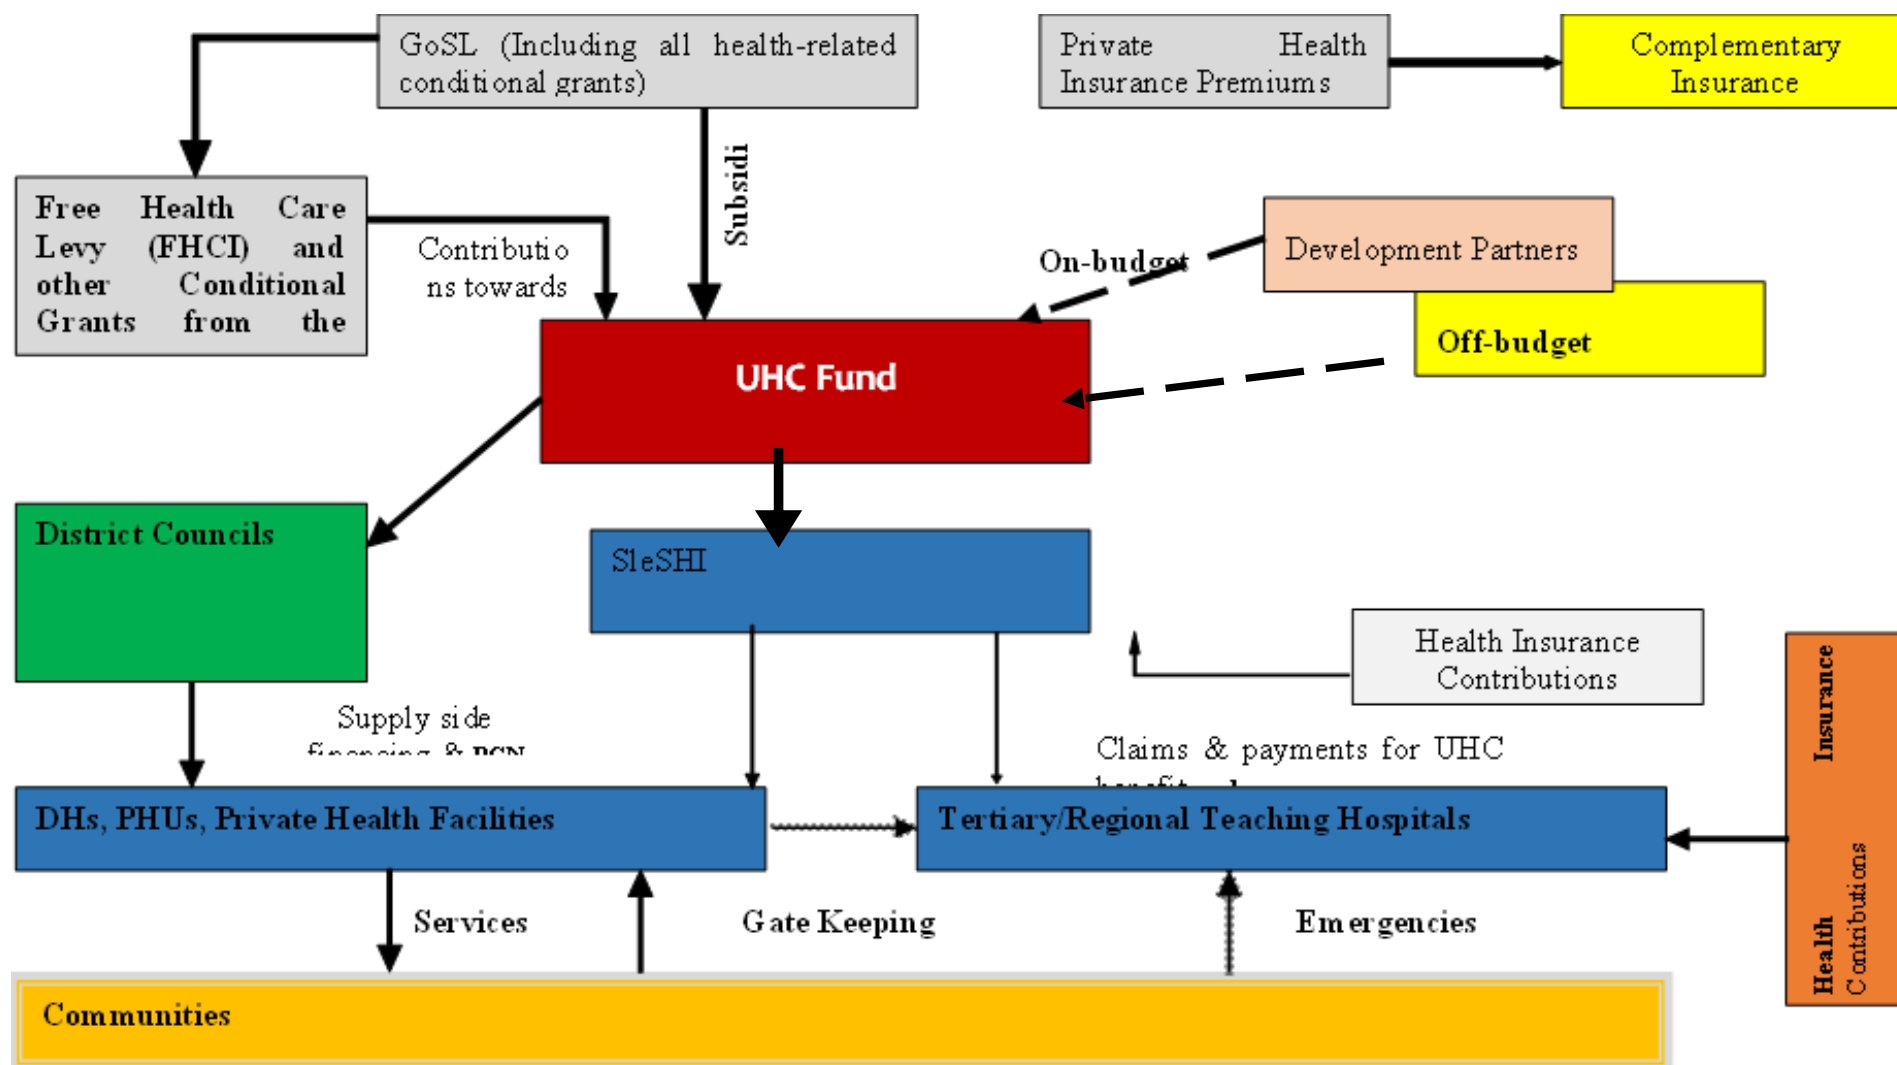 GoSL (Including all health-related
conditional grants)
Private Health
Insurance Premiums
Complementary
Insurance
Free Health Care
Levy (FHCI) and
other Conditional
Grants from the
Contributio
ns towards
Subsidi
On-budget
Development Partners
Off-budget
UHC Fund
District Councils
SleSHI
Health Insurance
Contributions
Supply side
financing &
Claims & payments for UHC
Health Insurance
Contributions
DHs, PHUs, Private Health Facilities
Tertiary/Regional Teaching Hospitals
Services
Gate Keeping
Emergencies
Communities